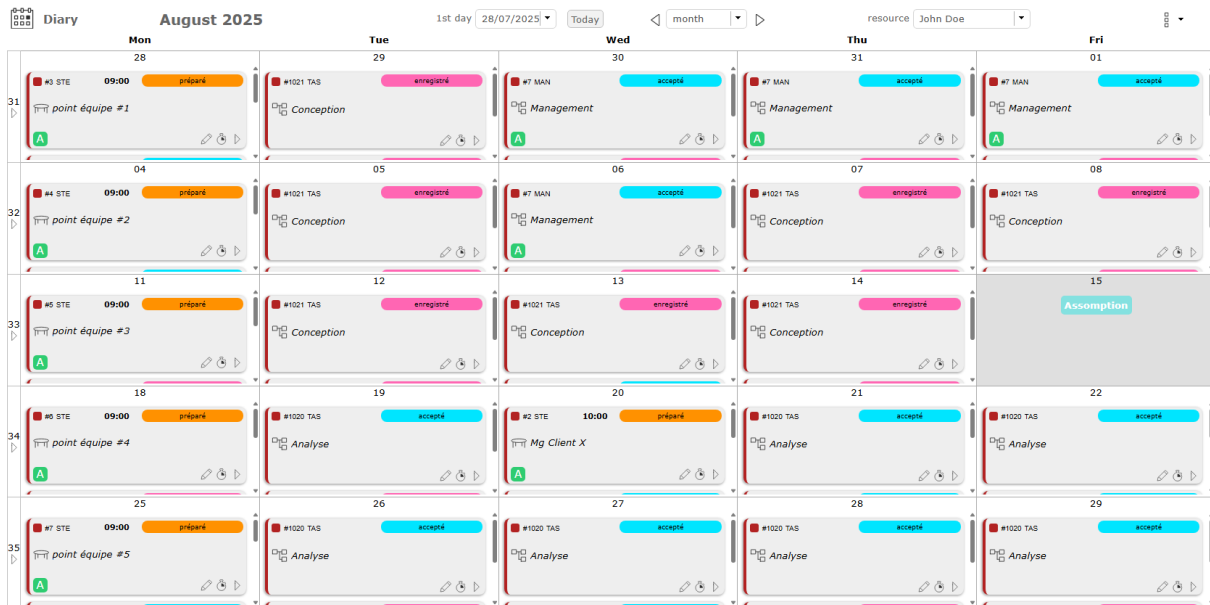 Diary August 2025 1st day 28/07/2025 Today month resource John Doe
Mon Tue Wed Thu Fri
28 29 30 31 01
31
#3 STE 09:00 préparé #1021 TAS enregistré #7 MAN accepté #7 MAN accepté #7 MAN accepté
point équipe #1 Conception Management Management Management
A A A A
04 05 06 07 08
32
#4 STE 09:00 préparé #1021 TAS enregistré #7 MAN accepté #1021 TAS enregistré #1021 TAS enregistré
point équipe #2 Conception Management Conception Conception
A A
11 12 13 14 15
33
#5 STE 09:00 préparé #1021 TAS enregistré #1021 TAS enregistré #1021 TAS enregistré Assomption
point équipe #3 Conception Conception Conception
A
18 19 20 21 22
34
#6 STE 09:00 préparé #1020 TAS accepté #2 STE 10:00 préparé #1020 TAS accepté #1020 TAS accepté
point équipe #4 Analyse Mg Client X Analyse Analyse
A A
25 26 27 28 29
35
#7 STE 09:00 préparé #1020 TAS accepté #1020 TAS accepté #1020 TAS accepté #1020 TAS accepté
point équipe #5 Analyse Analyse Analyse Analyse
A